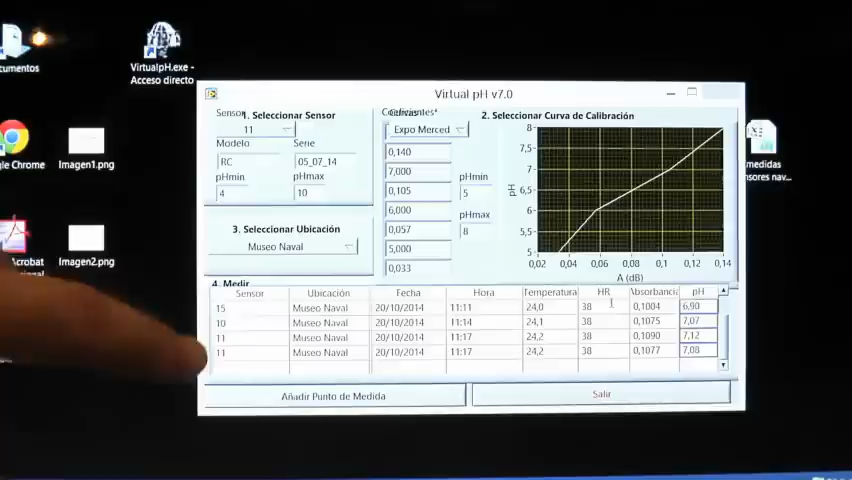 cumentos
VirtualpH.exe -
Acceso directo
gle Chrome
Imagen1.png
Acrobat
Imagen2.png
medidas
Virtual pH v7.0
1. Seleccionar Sensor
Sensor
11
Modelo
Serie
RC
05_07_14
pHmin
pHmax
4
10
3. Seleccionar Ubicación
Museo Naval
Expo Merced
0,140
7,000
0,105
6,000
0,057
5,000
0,033
pHmin
5
pHmax
8
2. Seleccionar Curva de Calibración
pH
8
7,5
7
6,5
6
5,5
5
0,02 0,04 0,06 0,08 0,1 0,12 0,14
A (dB)
4. Medir
Sensor Ubicación Fecha Hora Temperatura HR Absorbanci pH
15 Museo Naval 20/10/2014 11:11 24,0 38 0,1004 6,90
10 Museo Naval 20/10/2014 11:14 24,1 38 0,1075 7,07
11 Museo Naval 20/10/2014 11:17 24,2 38 0,1090 7,12
11 Museo Naval 20/10/2014 11:17 24,2 38 0,1077 7,08
Añadir Punto de Medida
Salir